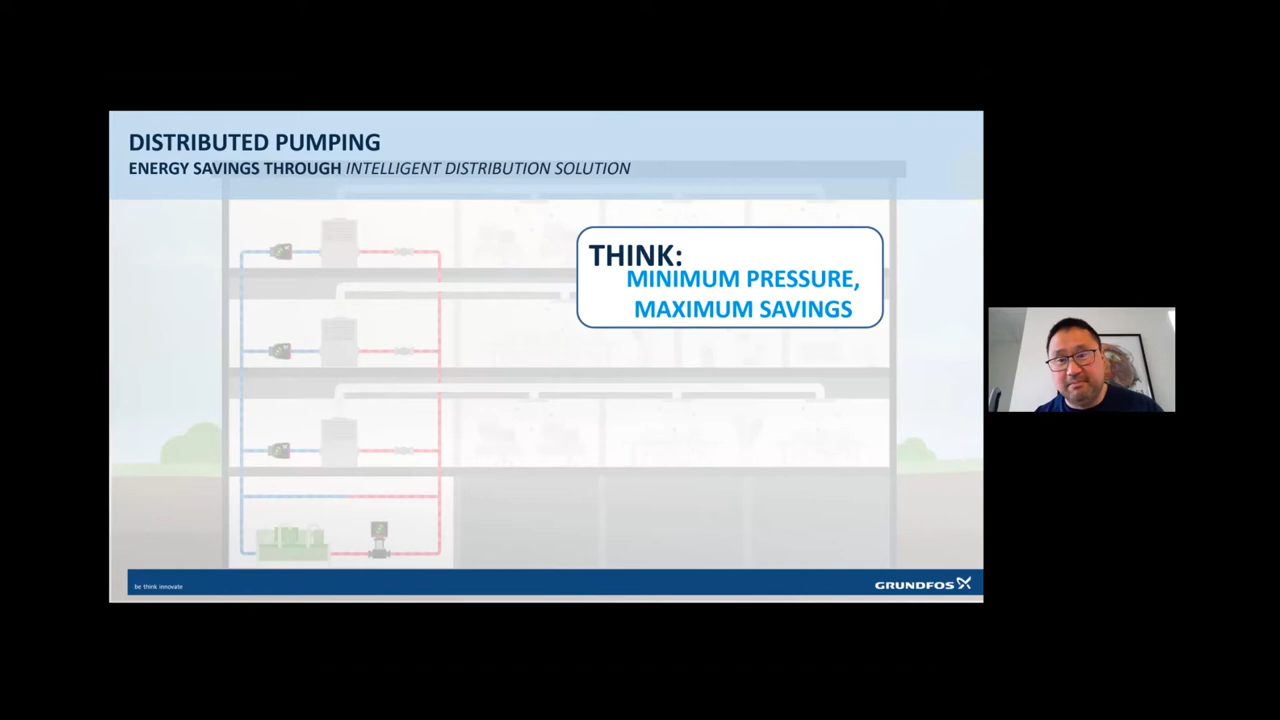 DISTRIBUTED PUMPING
ENERGY SAVINGS THROUGH INTELLIGENT DISTRIBUTION SOLUTION
THINK:
MINIMUM PRESSURE,
MAXIMUM SAVINGS
be think innovate
GRUNDFOS